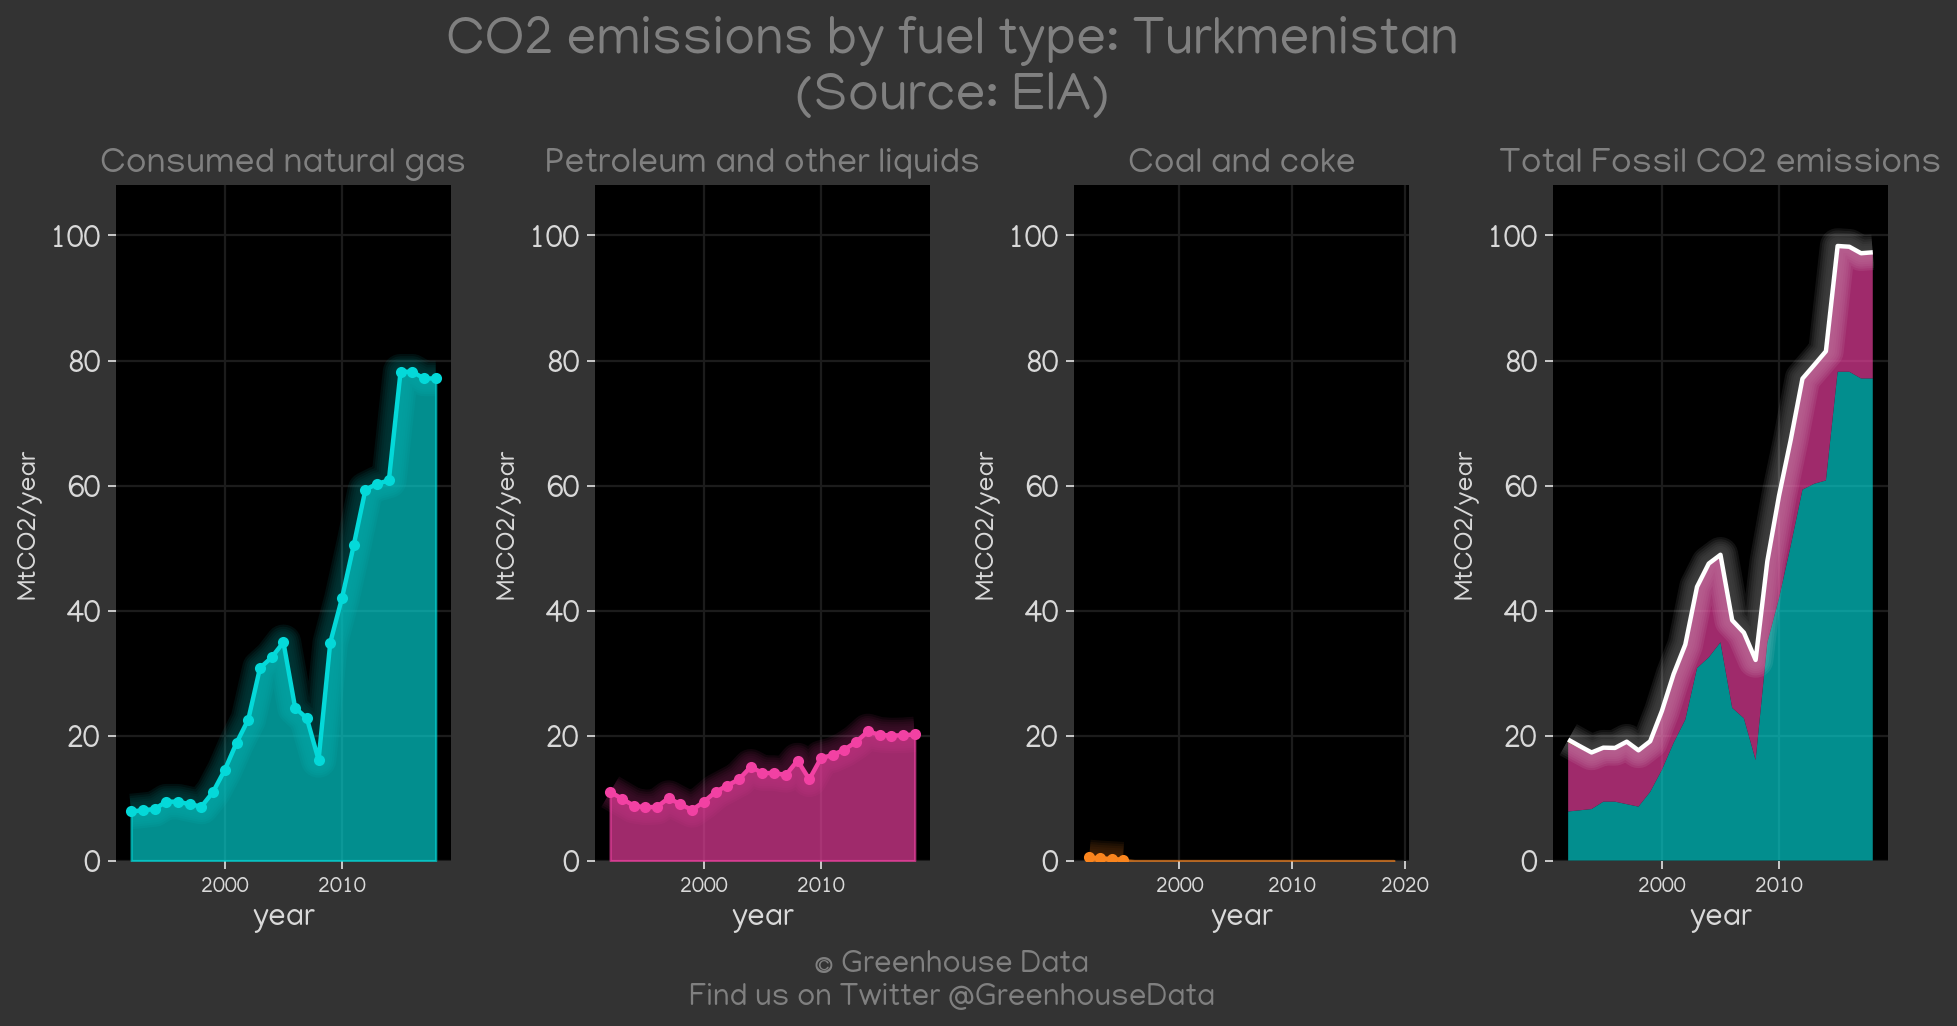 CO2 emissions by fuel type: Turkmenistan
(Source: EIA)
Consumed natural gas
100
80
60
40
20
0
MtCO2/year
2000 2010
year
Petroleum and other liquids
100
80
60
40
20
0
MtCO2/year
2000 2010
year
Coal and coke
100
80
60
40
20
0
MtCO2/year
2000 2010 2020
year
Total Fossil CO2 emissions
100
80
60
40
20
0
MtCO2/year
2000 2010
year
© Greenhouse Data
Find us on Twitter @GreenhouseData